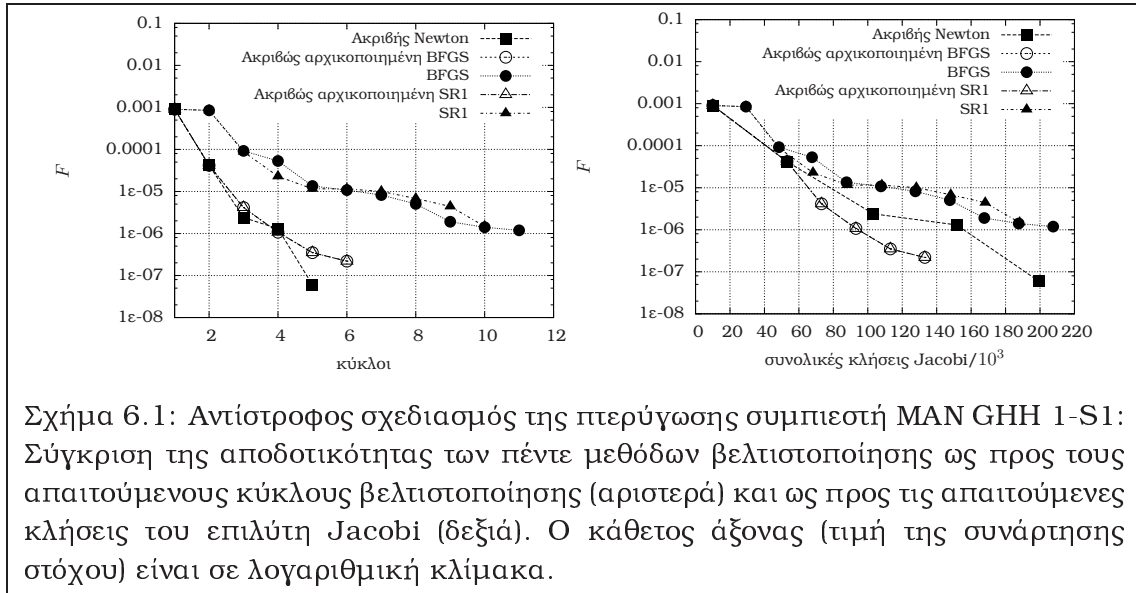 0.1
0.01
0.001
0.0001
1ε-05
1ε-06
1ε-07
1ε-08
F
Ακριβής Newton
Ακριβώς αρχικοποιημένη BFGS
BFGS
Ακριβώς αρχικοποιημένη SR1
SR1
2 4 6 8 10 12
κύκλοι
0.1
0.01
0.001
0.0001
1ε-05
1ε-06
1ε-07
1ε-08
F
Ακριβής Newton
Ακριβώς αρχικοποιημένη BFGS
BFGS
Ακριβώς αρχικοποιημένη SR1
SR1
0 20 40 60 80 100 120 140 160 180 200 220
συνολικές κλήσεις Jacobi/10³
Σχήμα 6.1: Αντίστροφος σχεδιασμός της πτερύγωσης συμπιεστή MAN GHH 1-S1:
Σύγκριση της αποδοτικότητας των πέντε μεθόδων βελτιστοποίησης ως προς τους
απαιτούμενους κύκλους βελτιστοποίησης (αριστερά) και ως προς τις απαιτούμενες
κλήσεις του επιλύτη Jacobi (δεξιά). Ο κάθετος άξονας (τιμή της συνάρτησης
στόχου) είναι σε λογαριθμική κλίμακα.